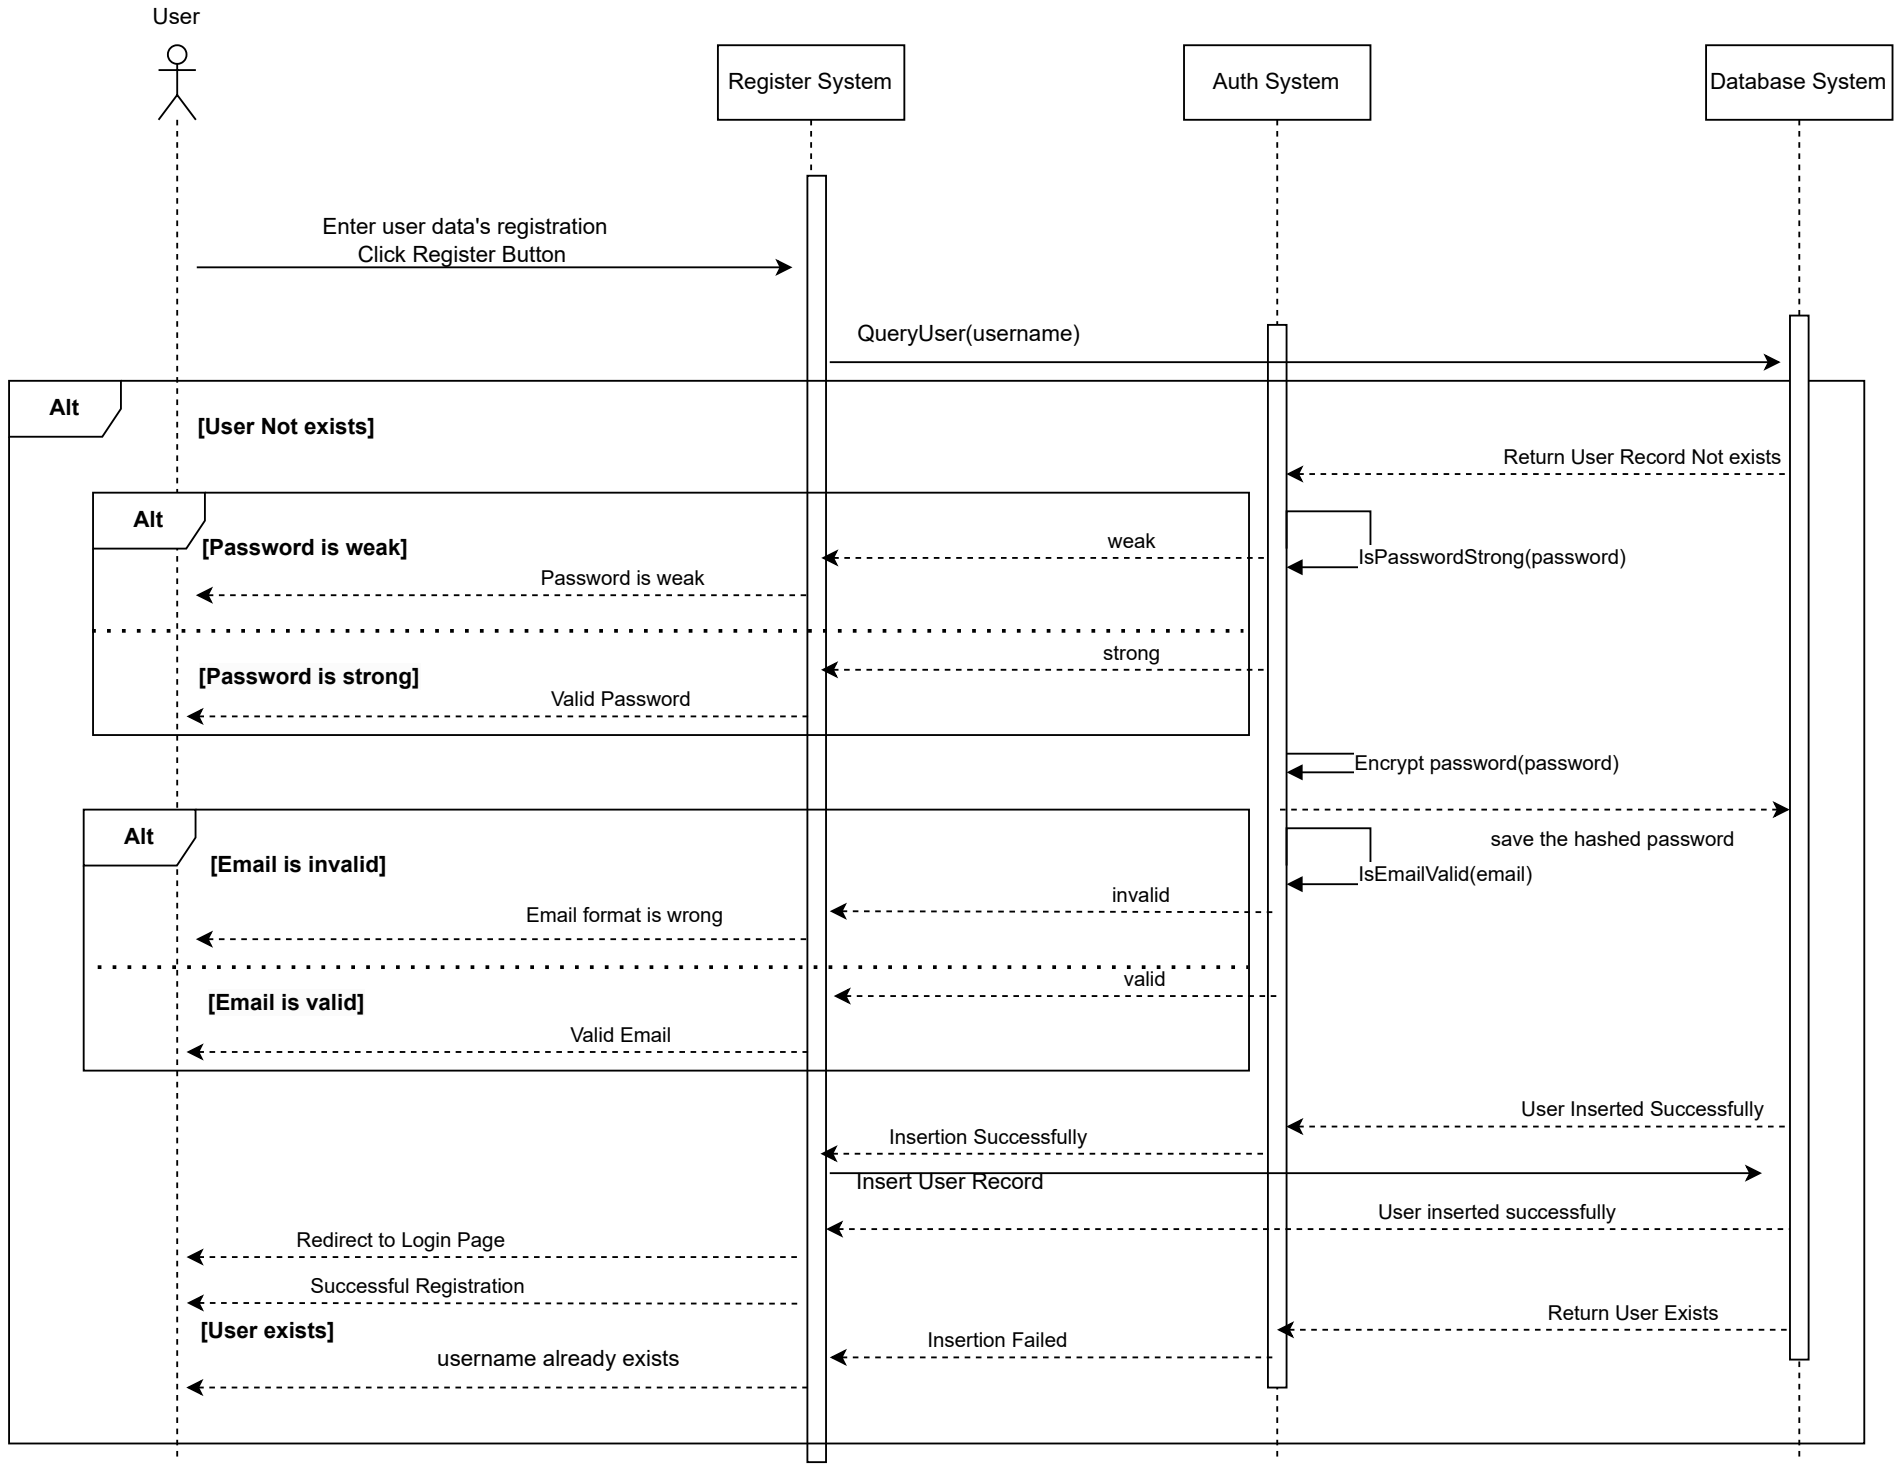 User
Register System
Auth System
Database System
Enter user data's registration
Click Register Button
QueryUser(username)
Alt
[User Not exists]
Return User Record Not exists
Alt
[Password is weak]
weak
IsPasswordStrong(password)
Password is weak
strong
[Password is strong]
Valid Password
Encrypt password(password)
Alt
save the hashed password
[Email is invalid]
IsEmailValid(email)
invalid
Email format is wrong
valid
[Email is valid]
Valid Email
User Inserted Successfully
Insertion Successfully
Insert User Record
User inserted successfully
Redirect to Login Page
Successful Registration
Return User Exists
[User exists]
Insertion Failed
username already exists